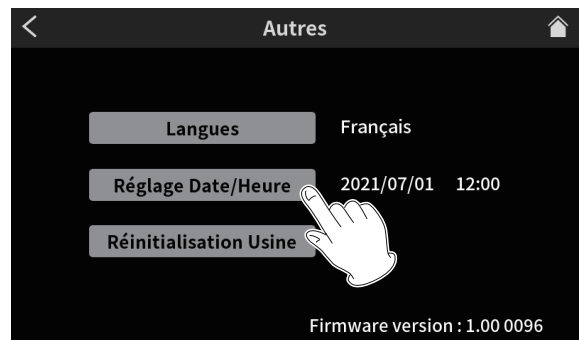 Autres
Langues Français
Réglage Date/Heure 2021/07/01 12:00
Réinitialisation Usine
Firmware version : 1.00 0096